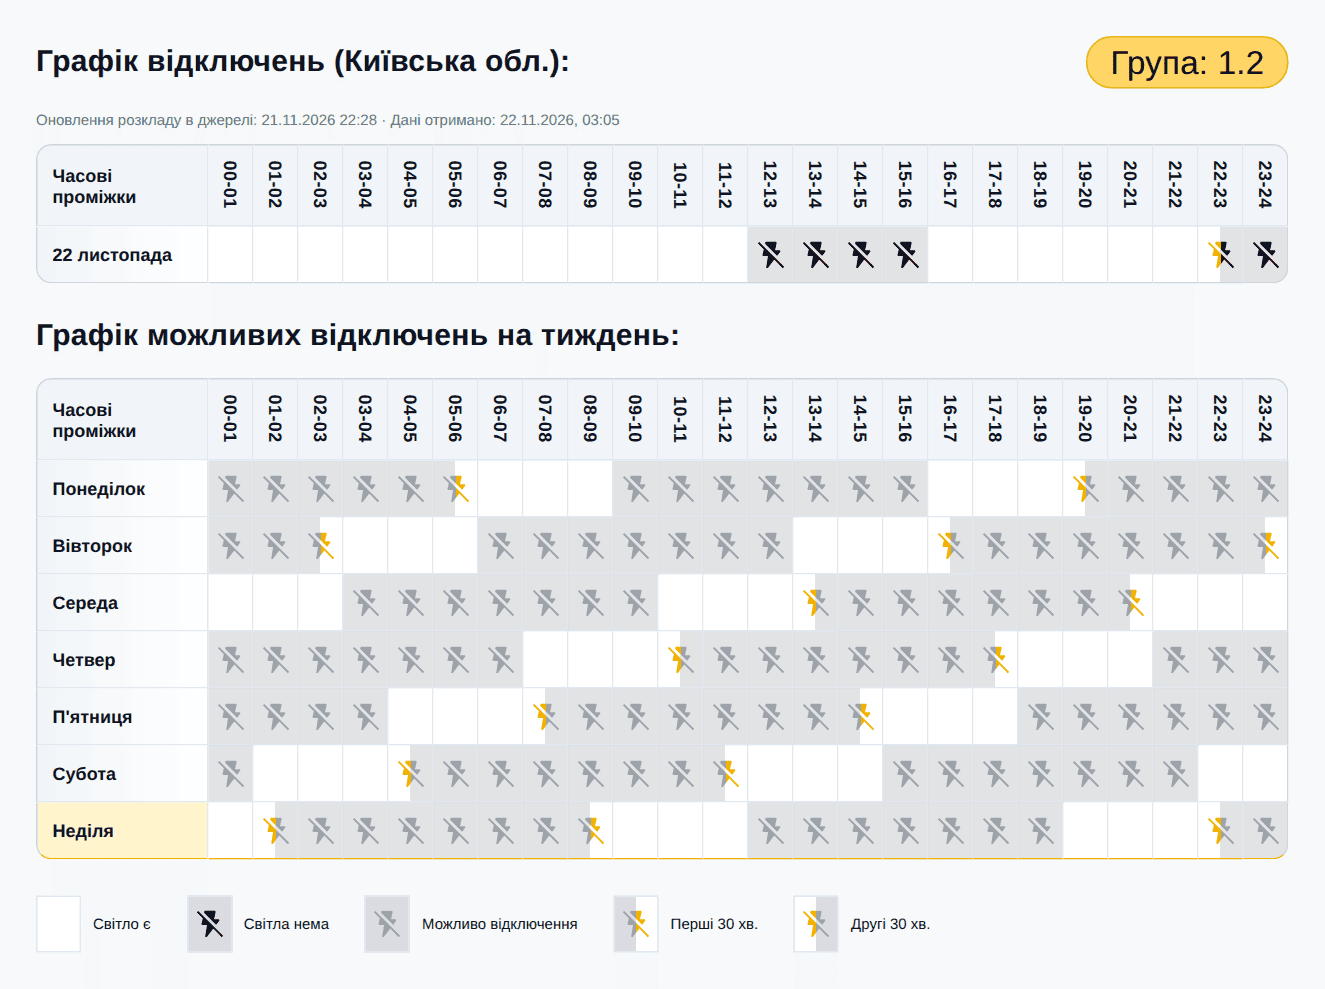 Графік відключень (Київська обл.):
Група: 1.2
Оновлення розкладу в джерелі: 21.11.2026 22:28 · Дані отримано: 22.11.2026, 03:05
Часові
проміжки
00-01 01-02 02-03 03-04 04-05 05-06 06-07 07-08 08-09 09-10 10-11 11-12 12-13 13-14 14-15 15-16 16-17 17-18 18-19 19-20 20-21 21-22 22-23 23-24
22 листопада
Графік можливих відключень на тиждень:
Часові
проміжки
00-01 01-02 02-03 03-04 04-05 05-06 06-07 07-08 08-09 09-10 10-11 11-12 12-13 13-14 14-15 15-16 16-17 17-18 18-19 19-20 20-21 21-22 22-23 23-24
Понеділок
Вівторок
Середа
Четвер
П'ятниця
Субота
Неділя
Світло є
Світла нема
Можливо відключення
Перші 30 хв.
Другі 30 хв.